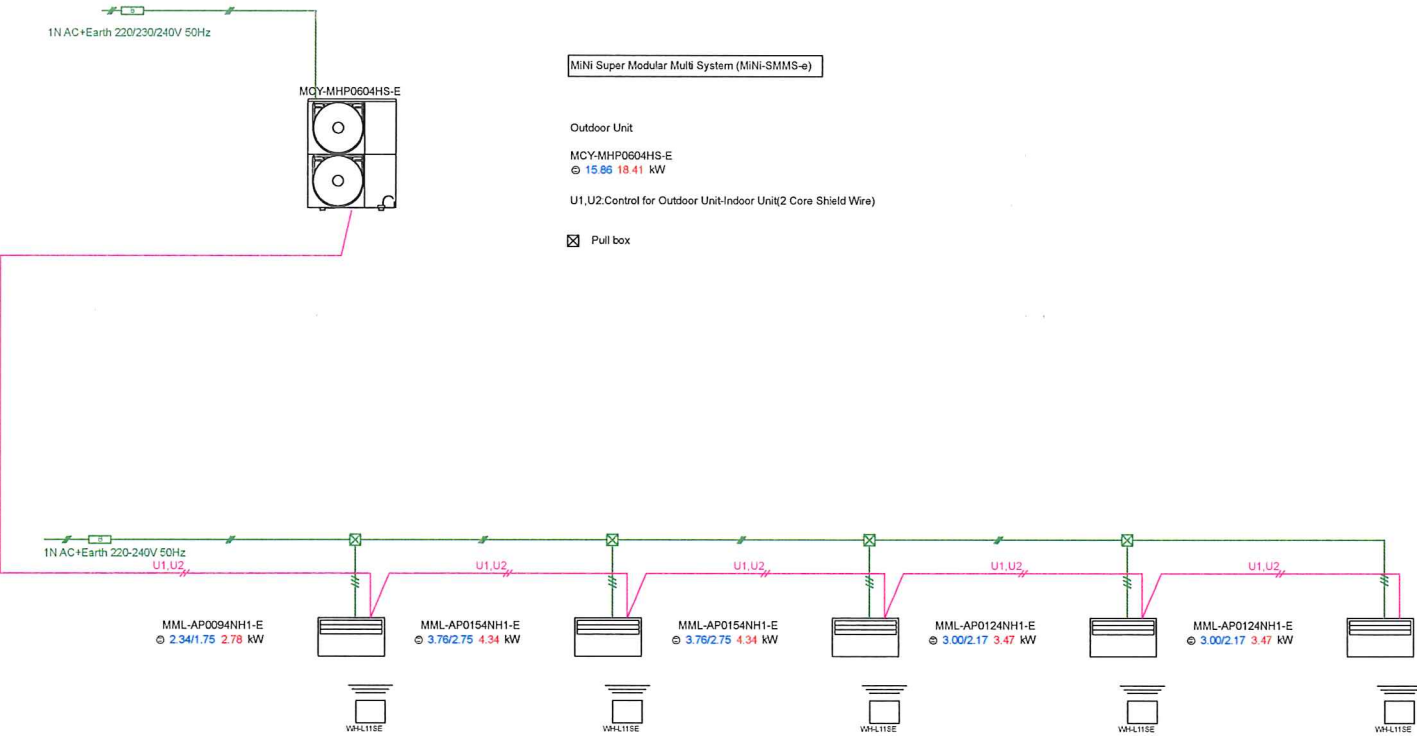 1N AC+Earth 220/230/240V 50Hz
MiNi Super Modular Multi System (MiNi-SMMS-e)
MCY-MHP0604HS-E
Outdoor Unit
MCY-MHP0604HS-E
15.86 18.41 kW
U1,U2:Control for Outdoor Unit-Indoor Unit(2 Core Shield Wire)
Pull box
1N AC+Earth 220-240V 50Hz
U1,U2 U1,U2 U1,U2 U1,U2 U1,U2
MML-AP0094NH1-E MML-AP0154NH1-E MML-AP0154NH1-E MML-AP0124NH1-E MML-AP0124NH1-E
2.34/1.75 2.78 kW 3.76/2.75 4.34 kW 3.76/2.75 4.34 kW 3.00/2.17 3.47 kW 3.00/2.17 3.47 kW
WH-L11SE WH-L11SE WH-L11SE WH-L11SE WH-L11SE